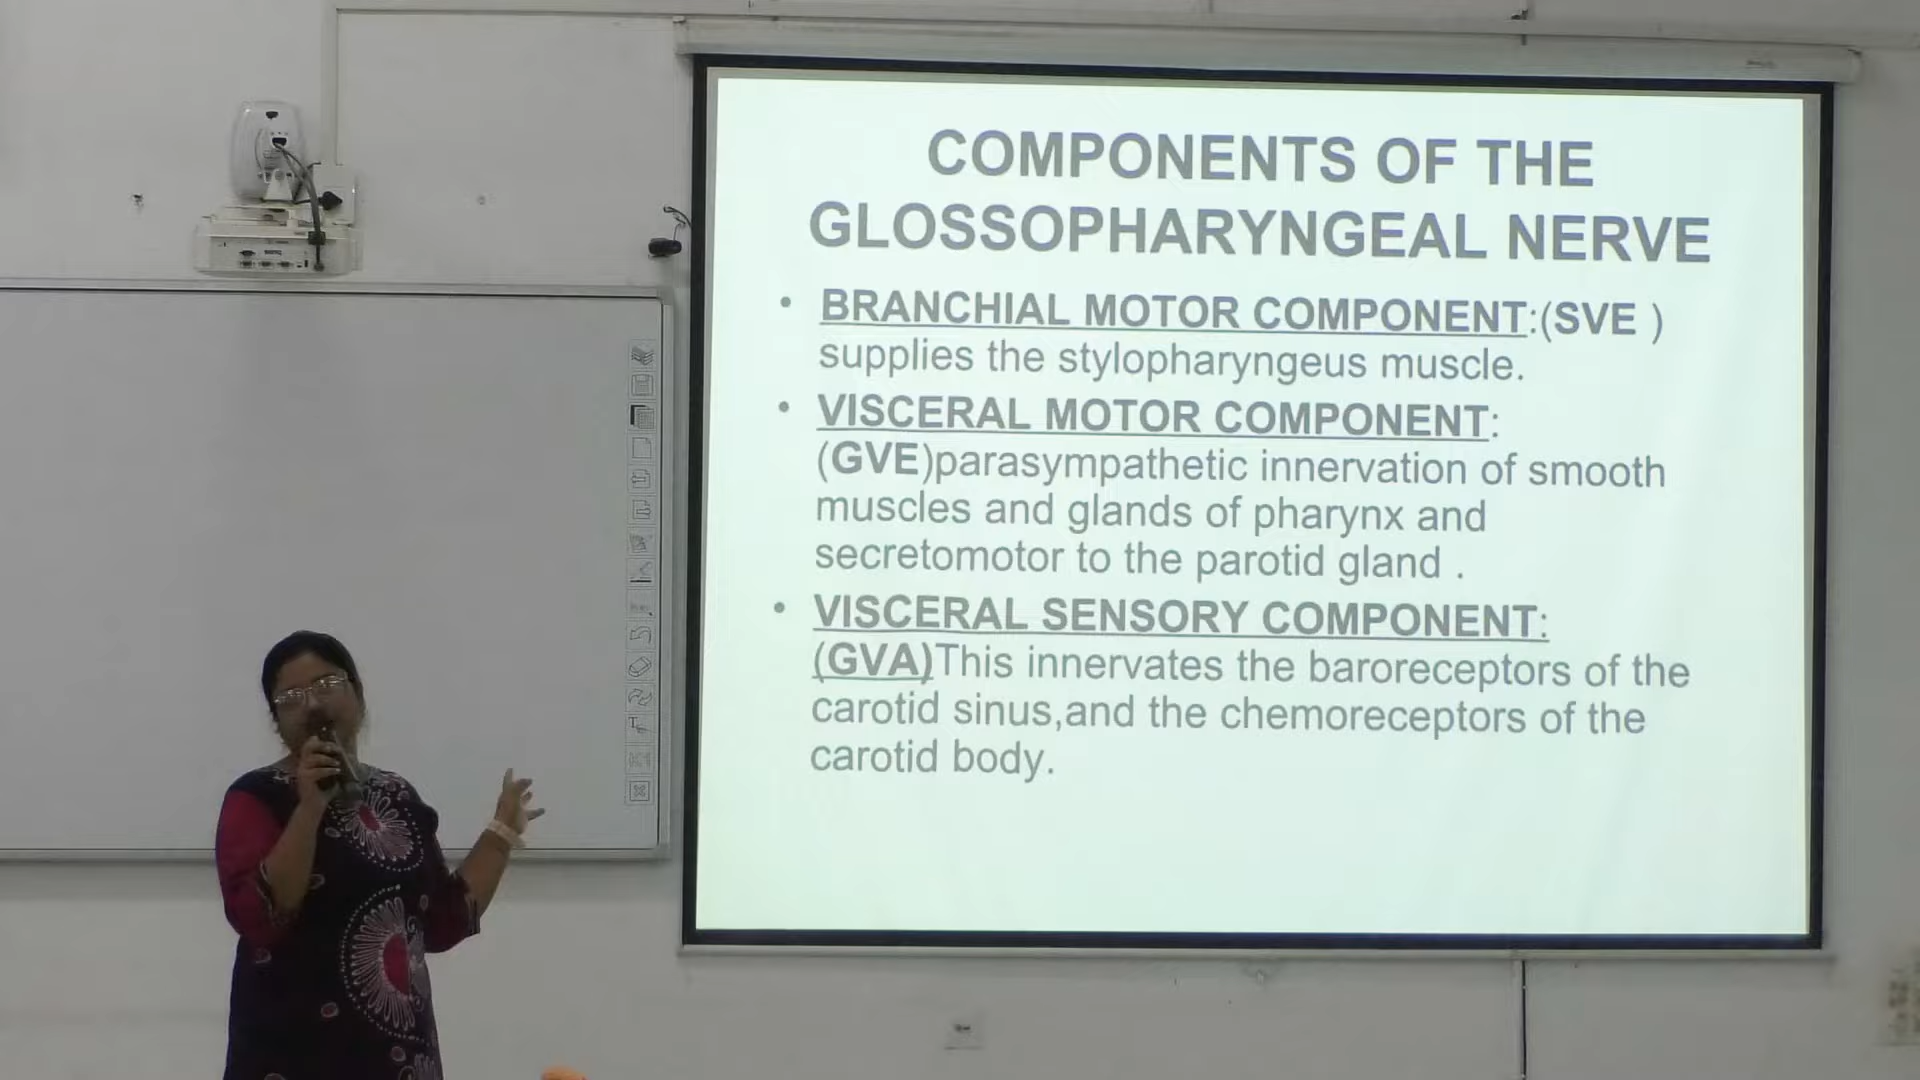 COMPONENTS OF THE
GLOSSOPHARYNGEAL NERVE
• BRANCHIAL MOTOR COMPONENT:(SVE )
supplies the stylopharyngeus muscle.
• VISCERAL MOTOR COMPONENT:
(GVE)parasympathetic innervation of smooth
muscles and glands of pharynx and
secretomotor to the parotid gland .
• VISCERAL SENSORY COMPONENT:
(GVA)This innervates the baroreceptors of the
carotid sinus,and the chemoreceptors of the
carotid body.